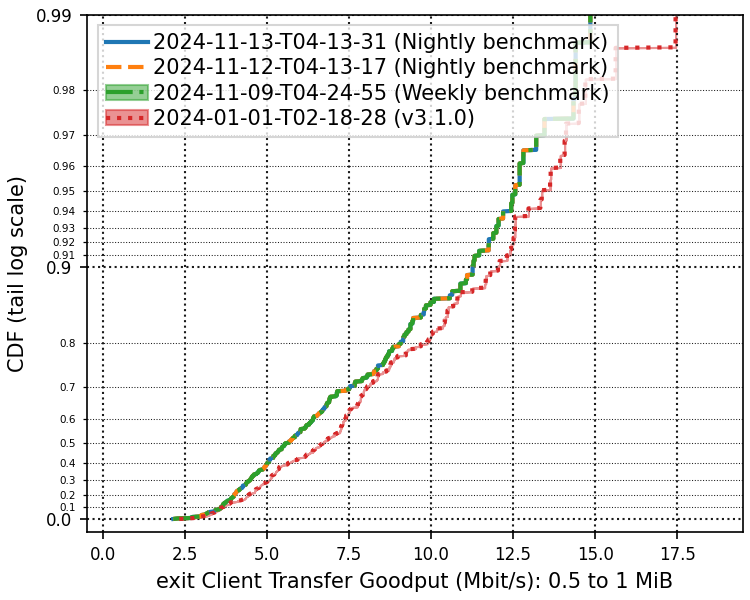 0.99
2024-11-13-T04-13-31 (Nightly benchmark)
2024-11-12-T04-13-17 (Nightly benchmark)
2024-11-09-T04-24-55 (Weekly benchmark)
2024-01-01-T02-18-28 (v3.1.0)
0.98
0.97
0.96
0.95
0.94
0.93
0.92
0.91
0.9
0.8
0.7
0.6
0.5
0.4
0.3
0.2
0.1
0.0
CDF (tail log scale)
0.0 2.5 5.0 7.5 10.0 12.5 15.0 17.5
exit Client Transfer Goodput (Mbit/s): 0.5 to 1 MiB